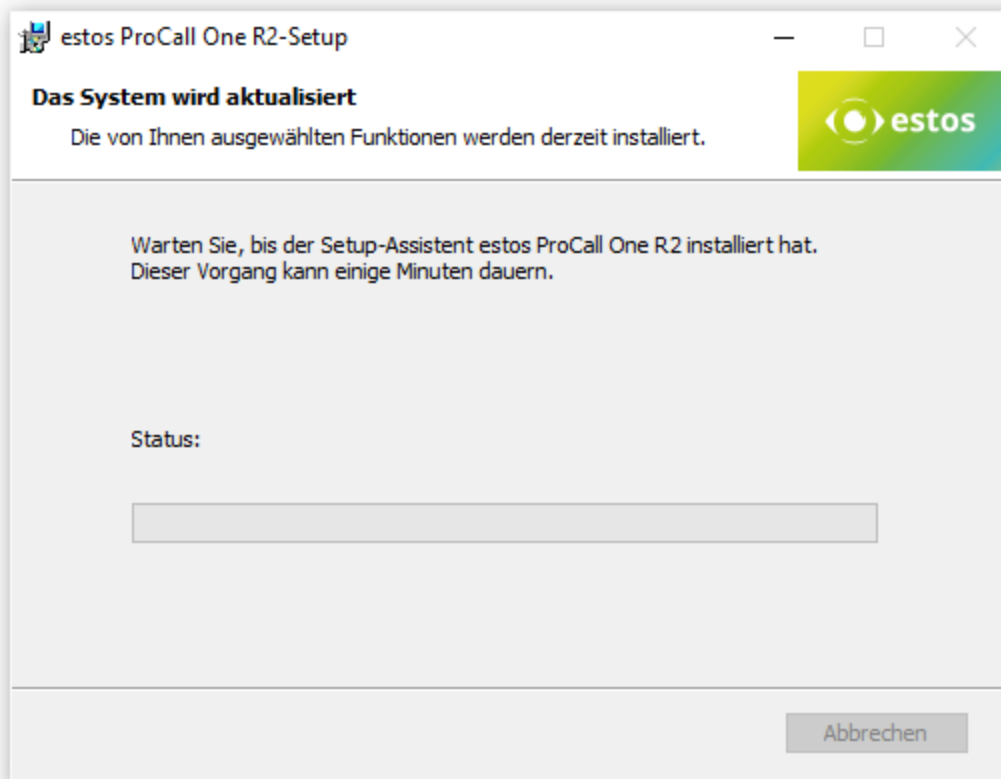 estos ProCall One R2-Setup
Das System wird aktualisiert
Die von Ihnen ausgewählten Funktionen werden derzeit installiert.
estos
Warten Sie, bis der Setup-Assistent estos ProCall One R2 installiert hat.
Dieser Vorgang kann einige Minuten dauern.
Status:
Abbrechen